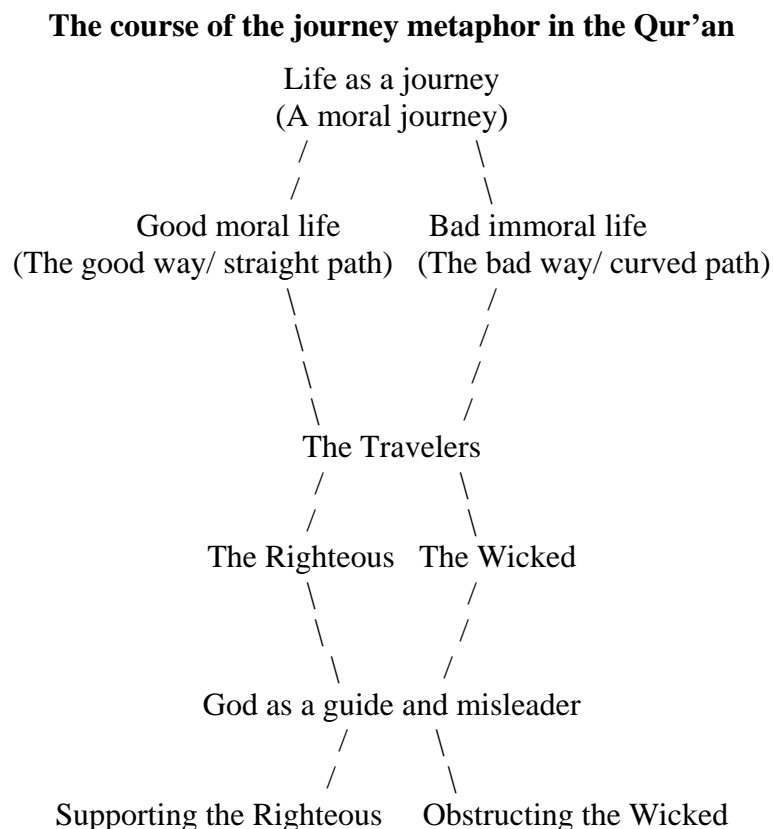 The course of the journey metaphor in the Qur’an
Life as a journey
(A moral journey)
Good moral life Bad immoral life
(The good way/ straight path) (The bad way/ curved path)
The Travelers
The Righteous The Wicked
God as a guide and misleader
Supporting the Righteous Obstructing the Wicked